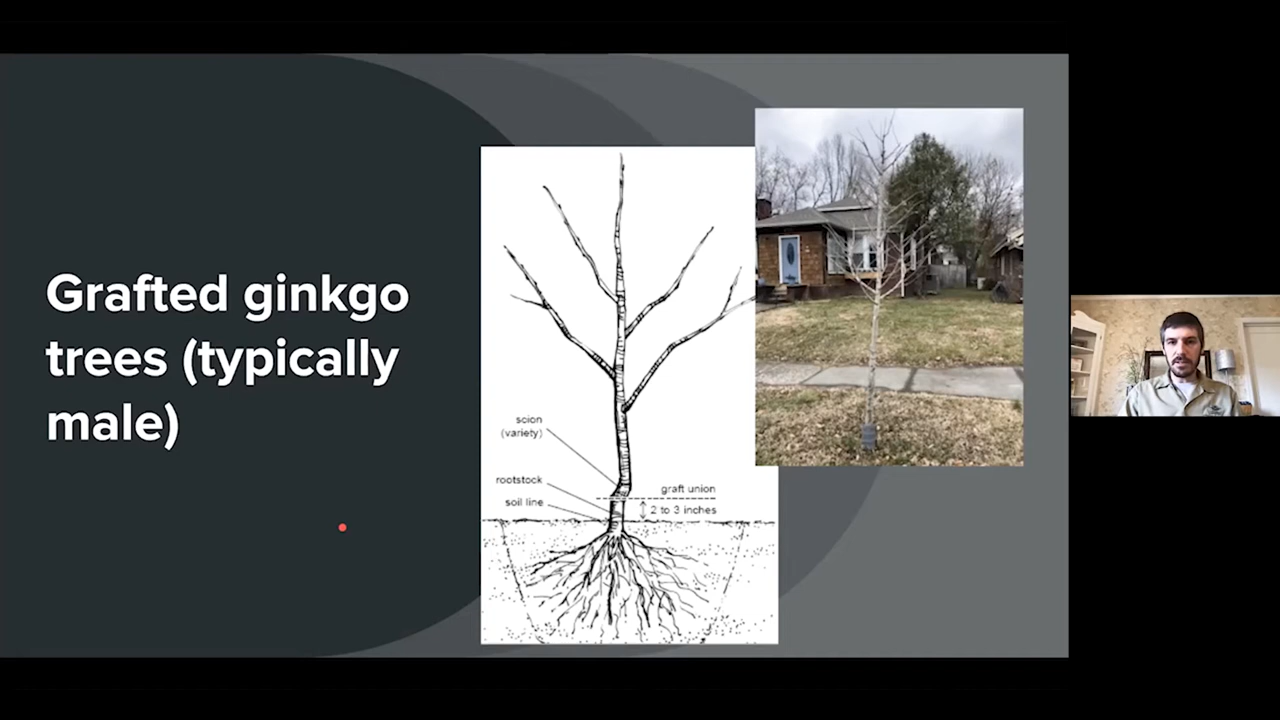 Grafted ginkgo
trees (typically
male)
scion
(variety)
rootstock
soil line
graft union
2 to 3 inches